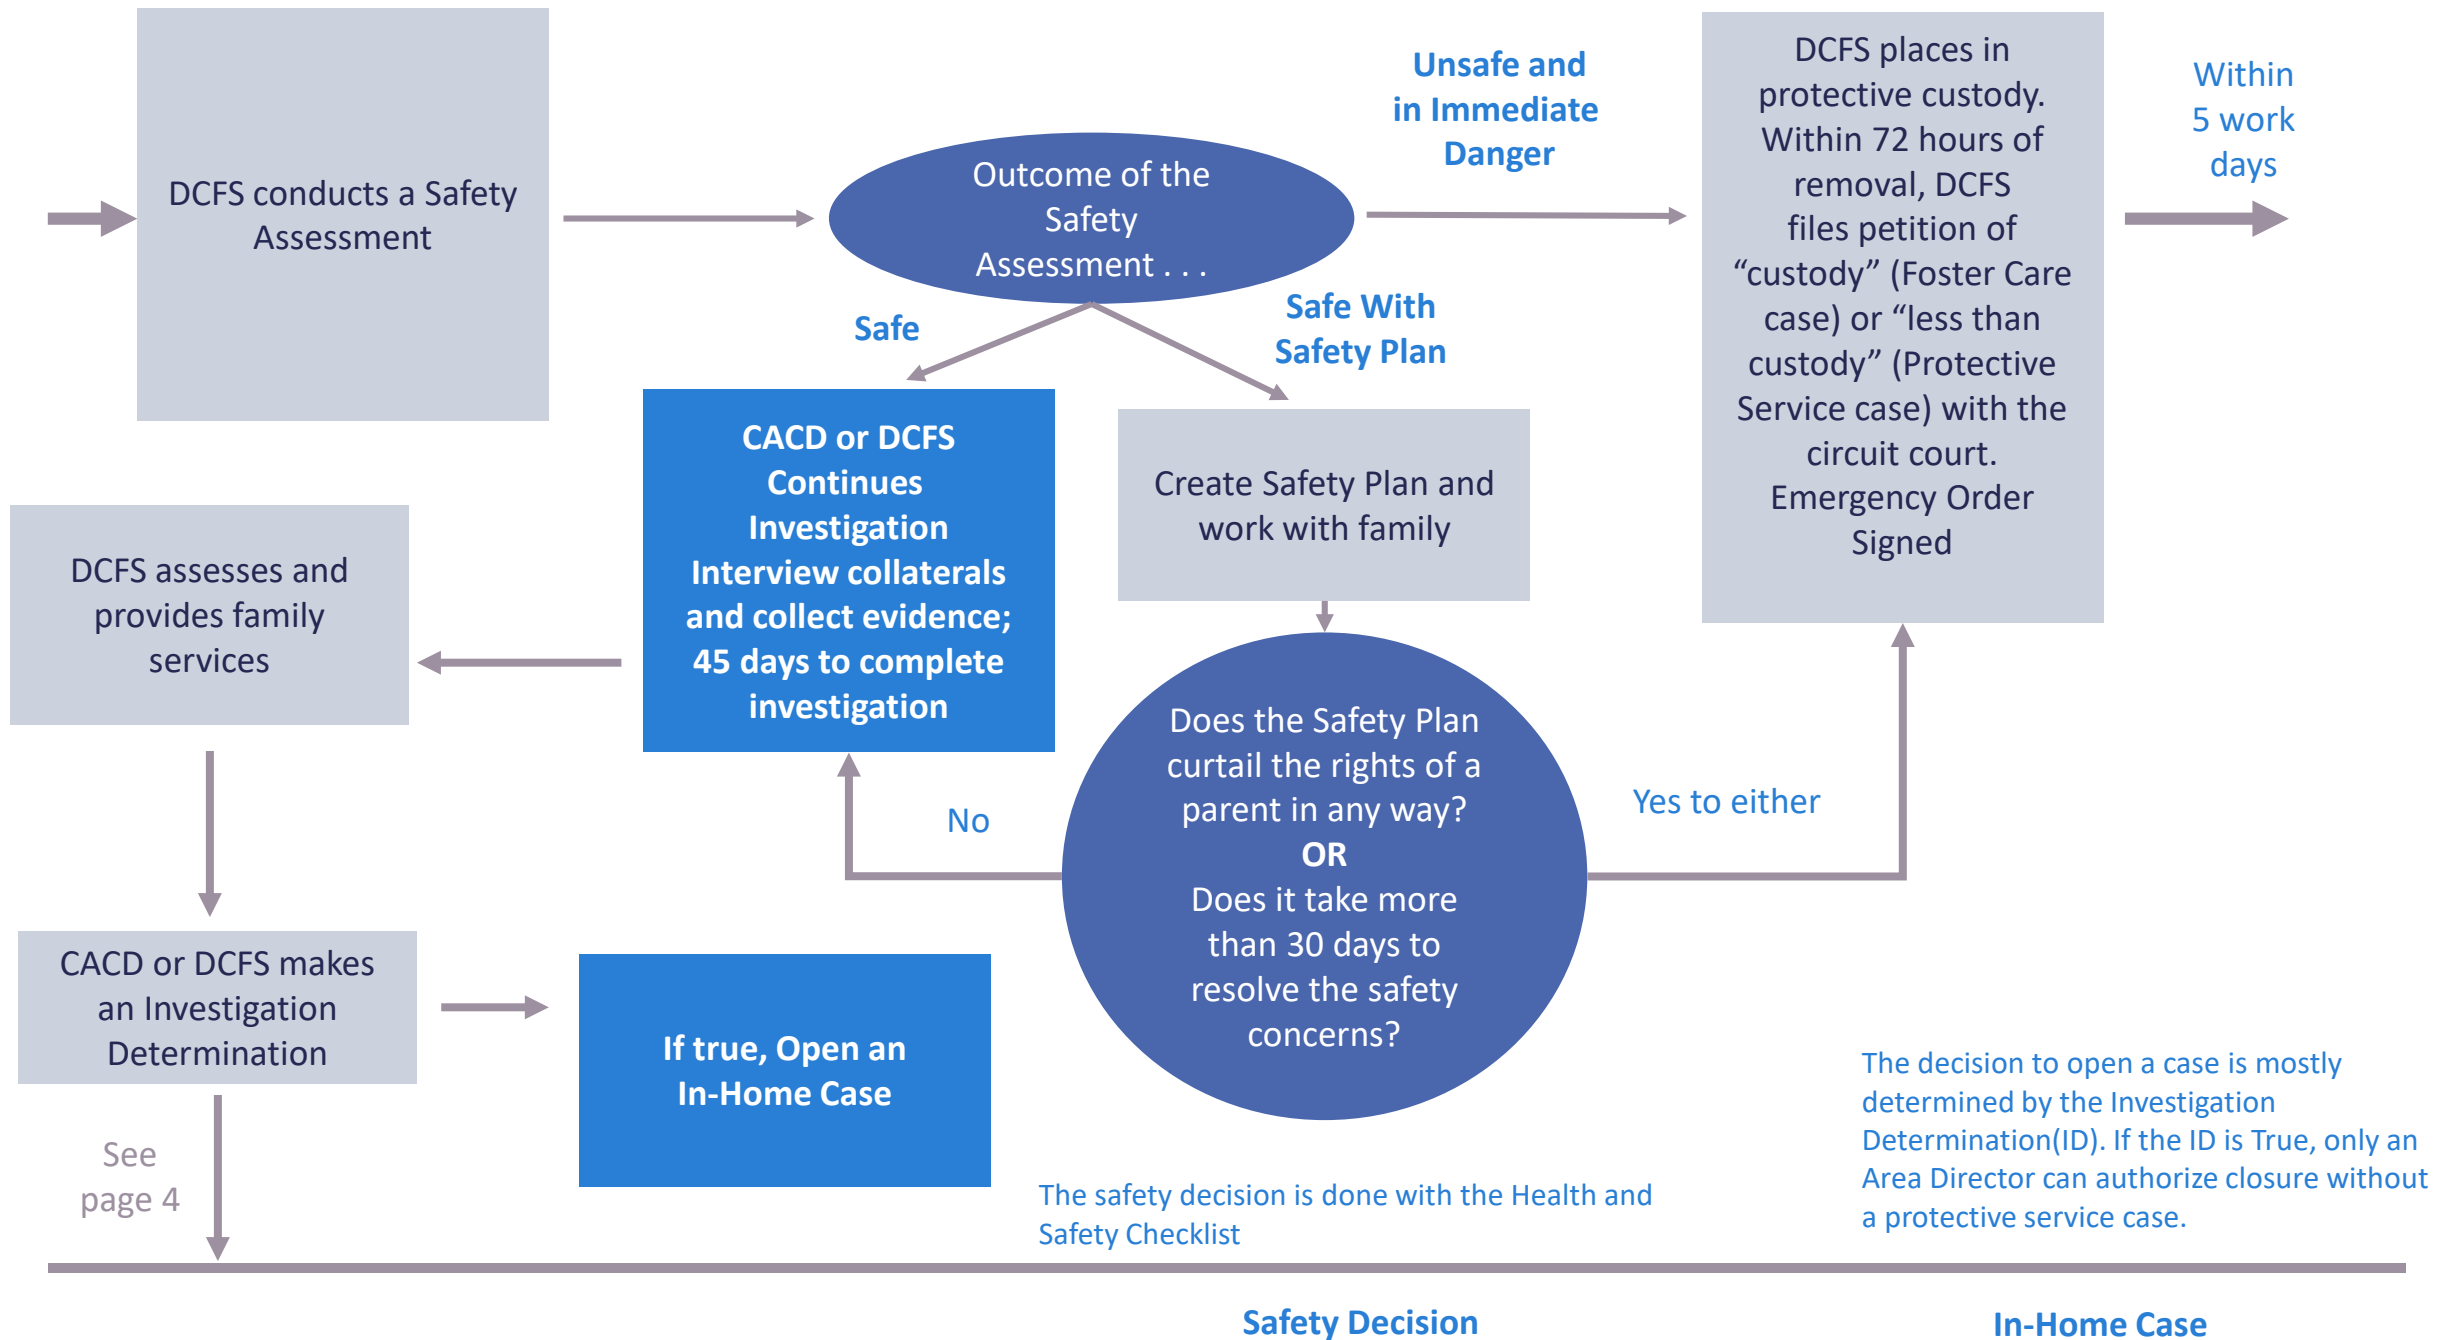 DCFS conducts a Safety
Assessment
Outcome of the
Safety
Assessment . . .
Unsafe and
in Immediate
Danger
DCFS places in
protective custody.
Within 72 hours of
removal, DCFS
files petition of
“custody” (Foster Care
case) or “less than
custody” (Protective
Service case) with the
circuit court.
Emergency Order
Signed
Within
5 work
days
Safe
Safe With
Safety Plan
CACD or DCFS
Continues
Investigation
Interview collaterals
and collect evidence;
45 days to complete
investigation
Create Safety Plan and
work with family
DCFS assesses and
provides family
services
Does the Safety Plan
curtail the rights of a
parent in any way?
OR
Does it take more
than 30 days to
resolve the safety
concerns?
No
Yes to either
CACD or DCFS makes
an Investigation
Determination
If true, Open an
In-Home Case
See
page 4
The safety decision is done with the Health and
Safety Checklist
The decision to open a case is mostly
determined by the Investigation
Determination(ID). If the ID is True, only an
Area Director can authorize closure without
a protective service case.
Safety Decision
In-Home Case